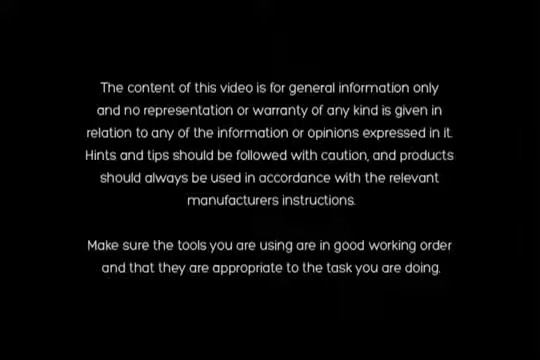 The content of this video is for general information only
and no representation or warranty of any kind is given in
relation to any of the information or opinions expressed in it.
Hints and tips should be followed with caution, and products
should always be used in accordance with the relevant
manufacturers instructions.
Make sure the tools you are using are in good working order
and that they are appropriate to the task you are doing.